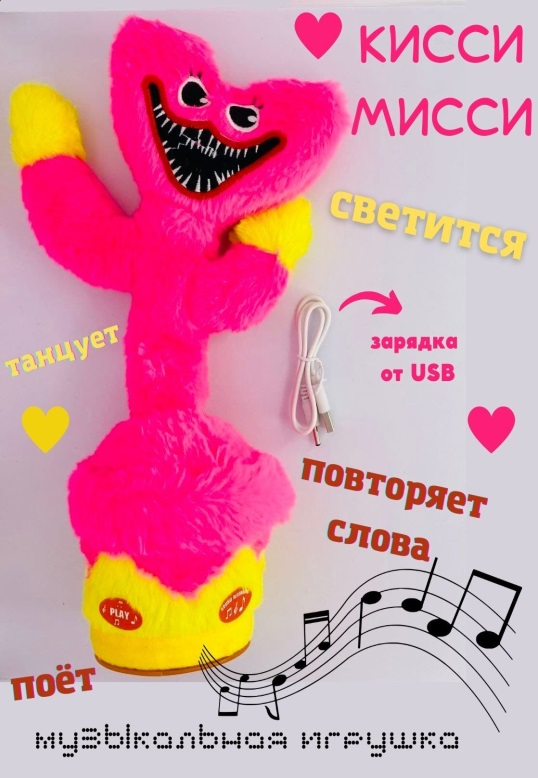 КИССИ
МИССИ
светится
танцует
зарядка
от USB
повторяет
слова
PLAY
поёт
музыкальная игрушка